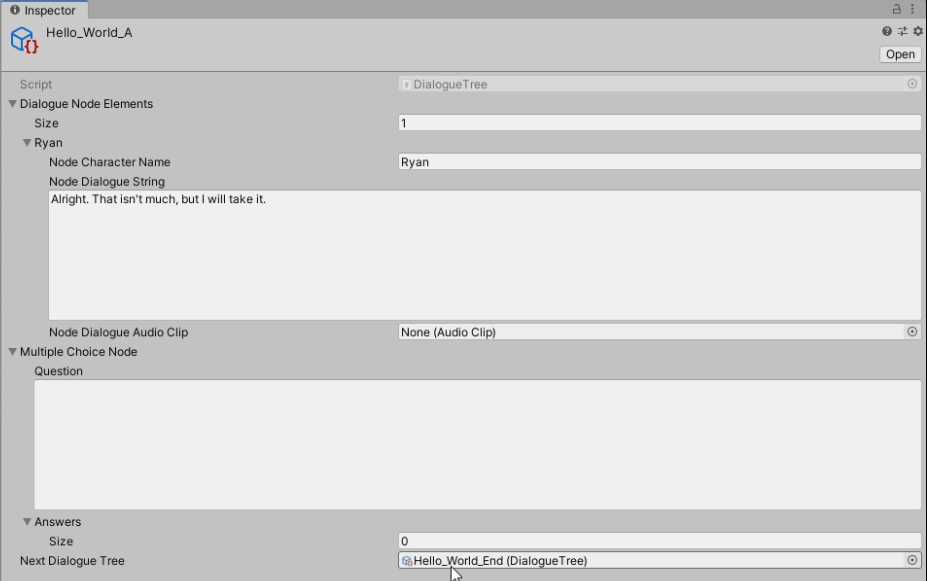 Inspector
Hello_World_A
Open
Script DialogueTree
Dialogue Node Elements
Size 1
Ryan
Node Character Name Ryan
Node Dialogue String
Alright. That isn't much, but I will take it.
Node Dialogue Audio Clip None (Audio Clip)
Multiple Choice Node
Question
Answers
Size 0
Next Dialogue Tree Hello_World_End (DialogueTree)